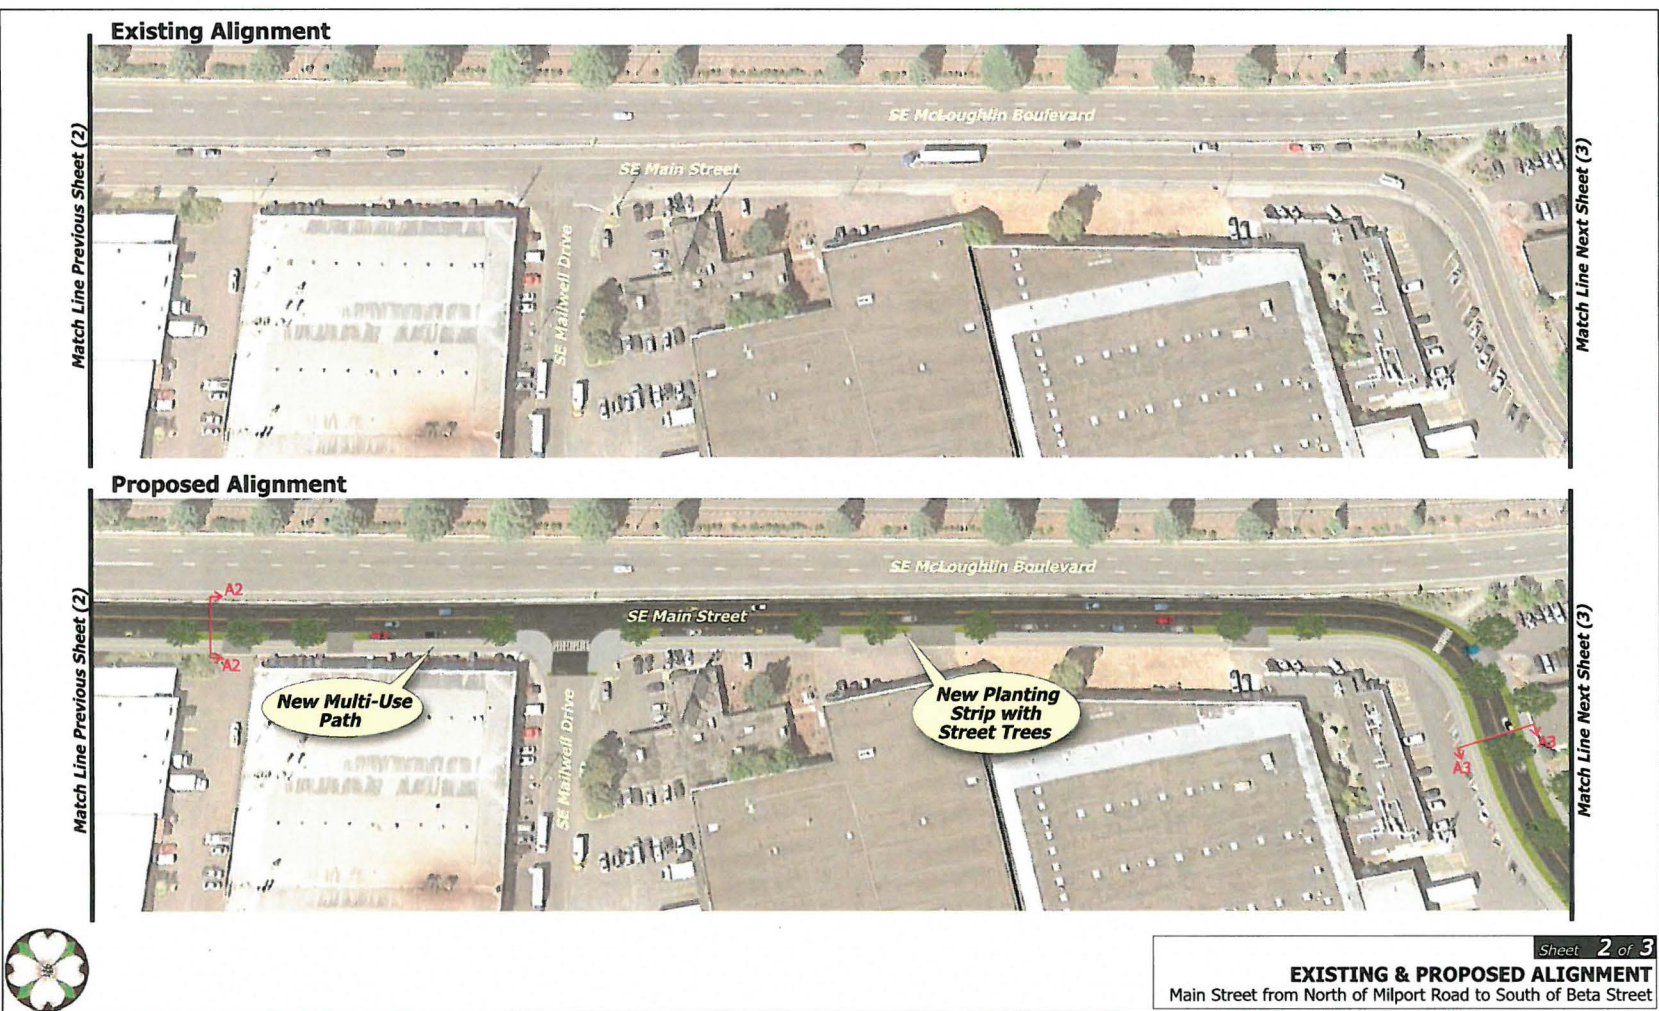 Existing Alignment
Match Line Previous Sheet (2)
SE McLoughlin Boulevard
SE Main Street
SE Mailwell Drive
Match Line Next Sheet (3)
Proposed Alignment
Match Line Previous Sheet (2)
SE McLoughlin Boulevard
A2
SE Main Street
A2
New Multi-Use
Path
New Planting
Strip with
Street Trees
SE Mailwell Drive
A3
A3
Match Line Next Sheet (3)
Sheet 2 of 3
EXISTING & PROPOSED ALIGNMENT
Main Street from North of Milport Road to South of Beta Street